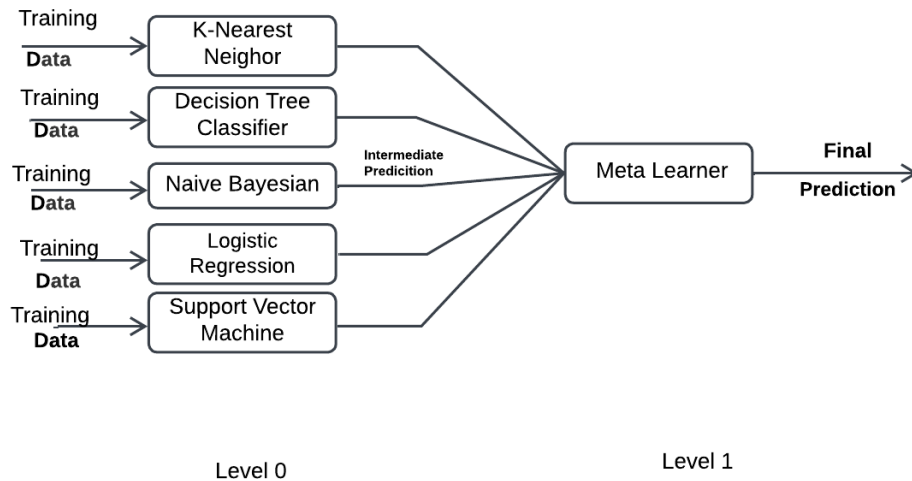 Training
Data
K-Nearest
Neighor
Training
Data
Decision Tree
Classifier
Training
Data
Naive Bayesian
Training
Data
Logistic
Regression
Training
Data
Support Vector
Machine
Intermediate
Predicition
Meta Learner
Final
Prediction
Level 0
Level 1